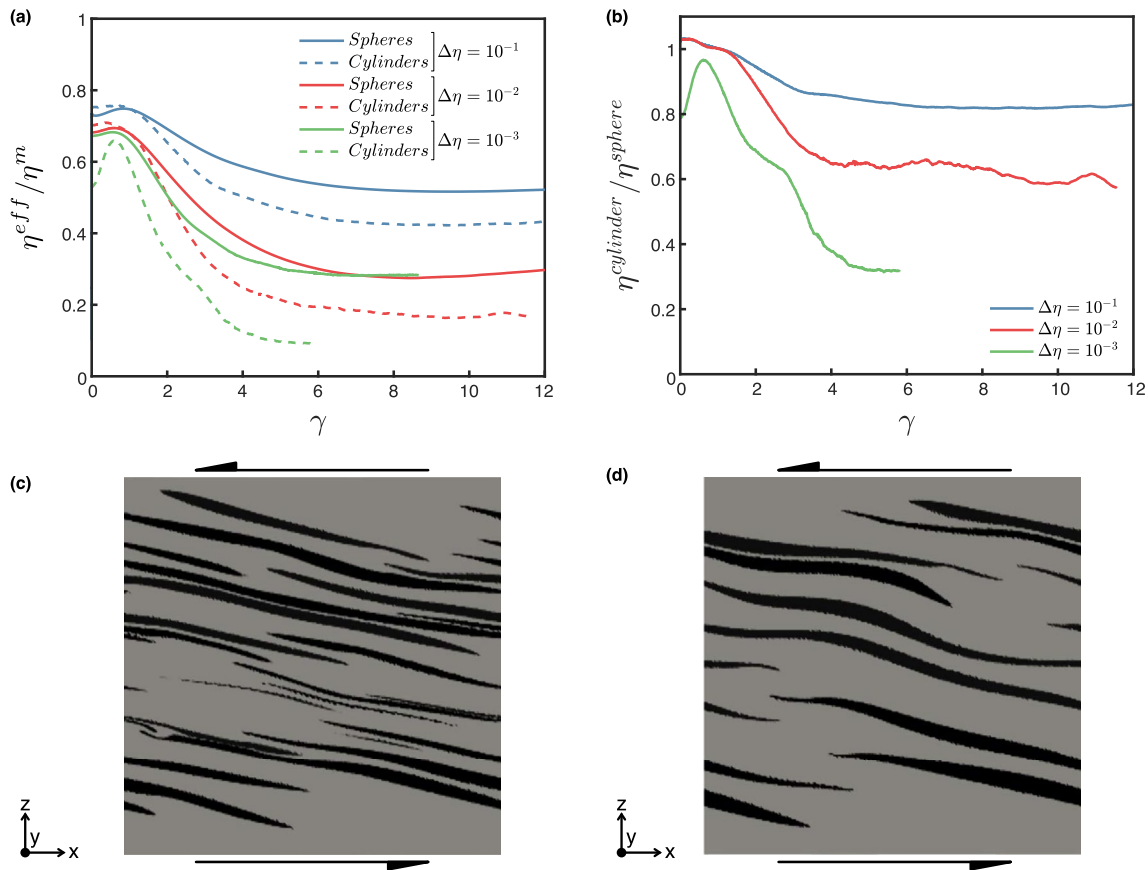 (a)
1
0.8
0.6
0.4
0.2
0
η^{eff}/η^m
0 2 4 6 8 10 12
γ
Spheres
Cylinders
Δη = 10⁻¹
Spheres
Cylinders
Δη = 10⁻²
Spheres
Cylinders
Δη = 10⁻³
(b)
1
0.8
0.6
0.4
0.2
0
η^{cylinder}/η^{sphere}
0 2 4 6 8 10 12
γ
Δη = 10⁻¹
Δη = 10⁻²
Δη = 10⁻³
(c)
z
y
x
(d)
z
y
x